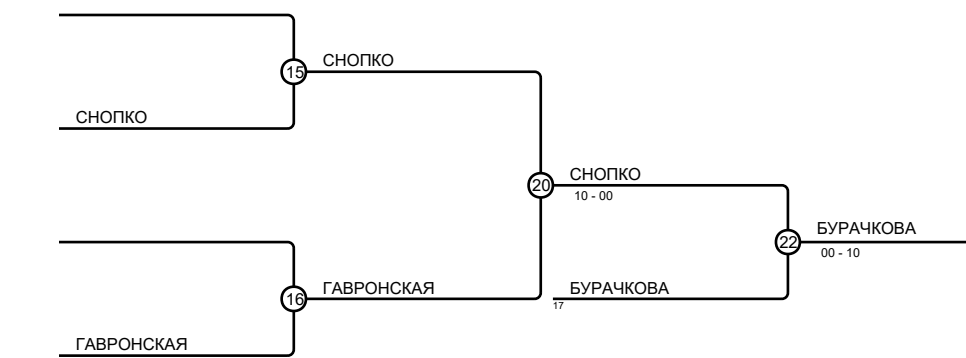 СНОПКО
15
СНОПКО
СНОПКО
20
10 - 00
БУРАЧКОВА
22
00 - 10
ГАВРОНСКАЯ
16
БУРАЧКОВА
17
ГАВРОНСКАЯ